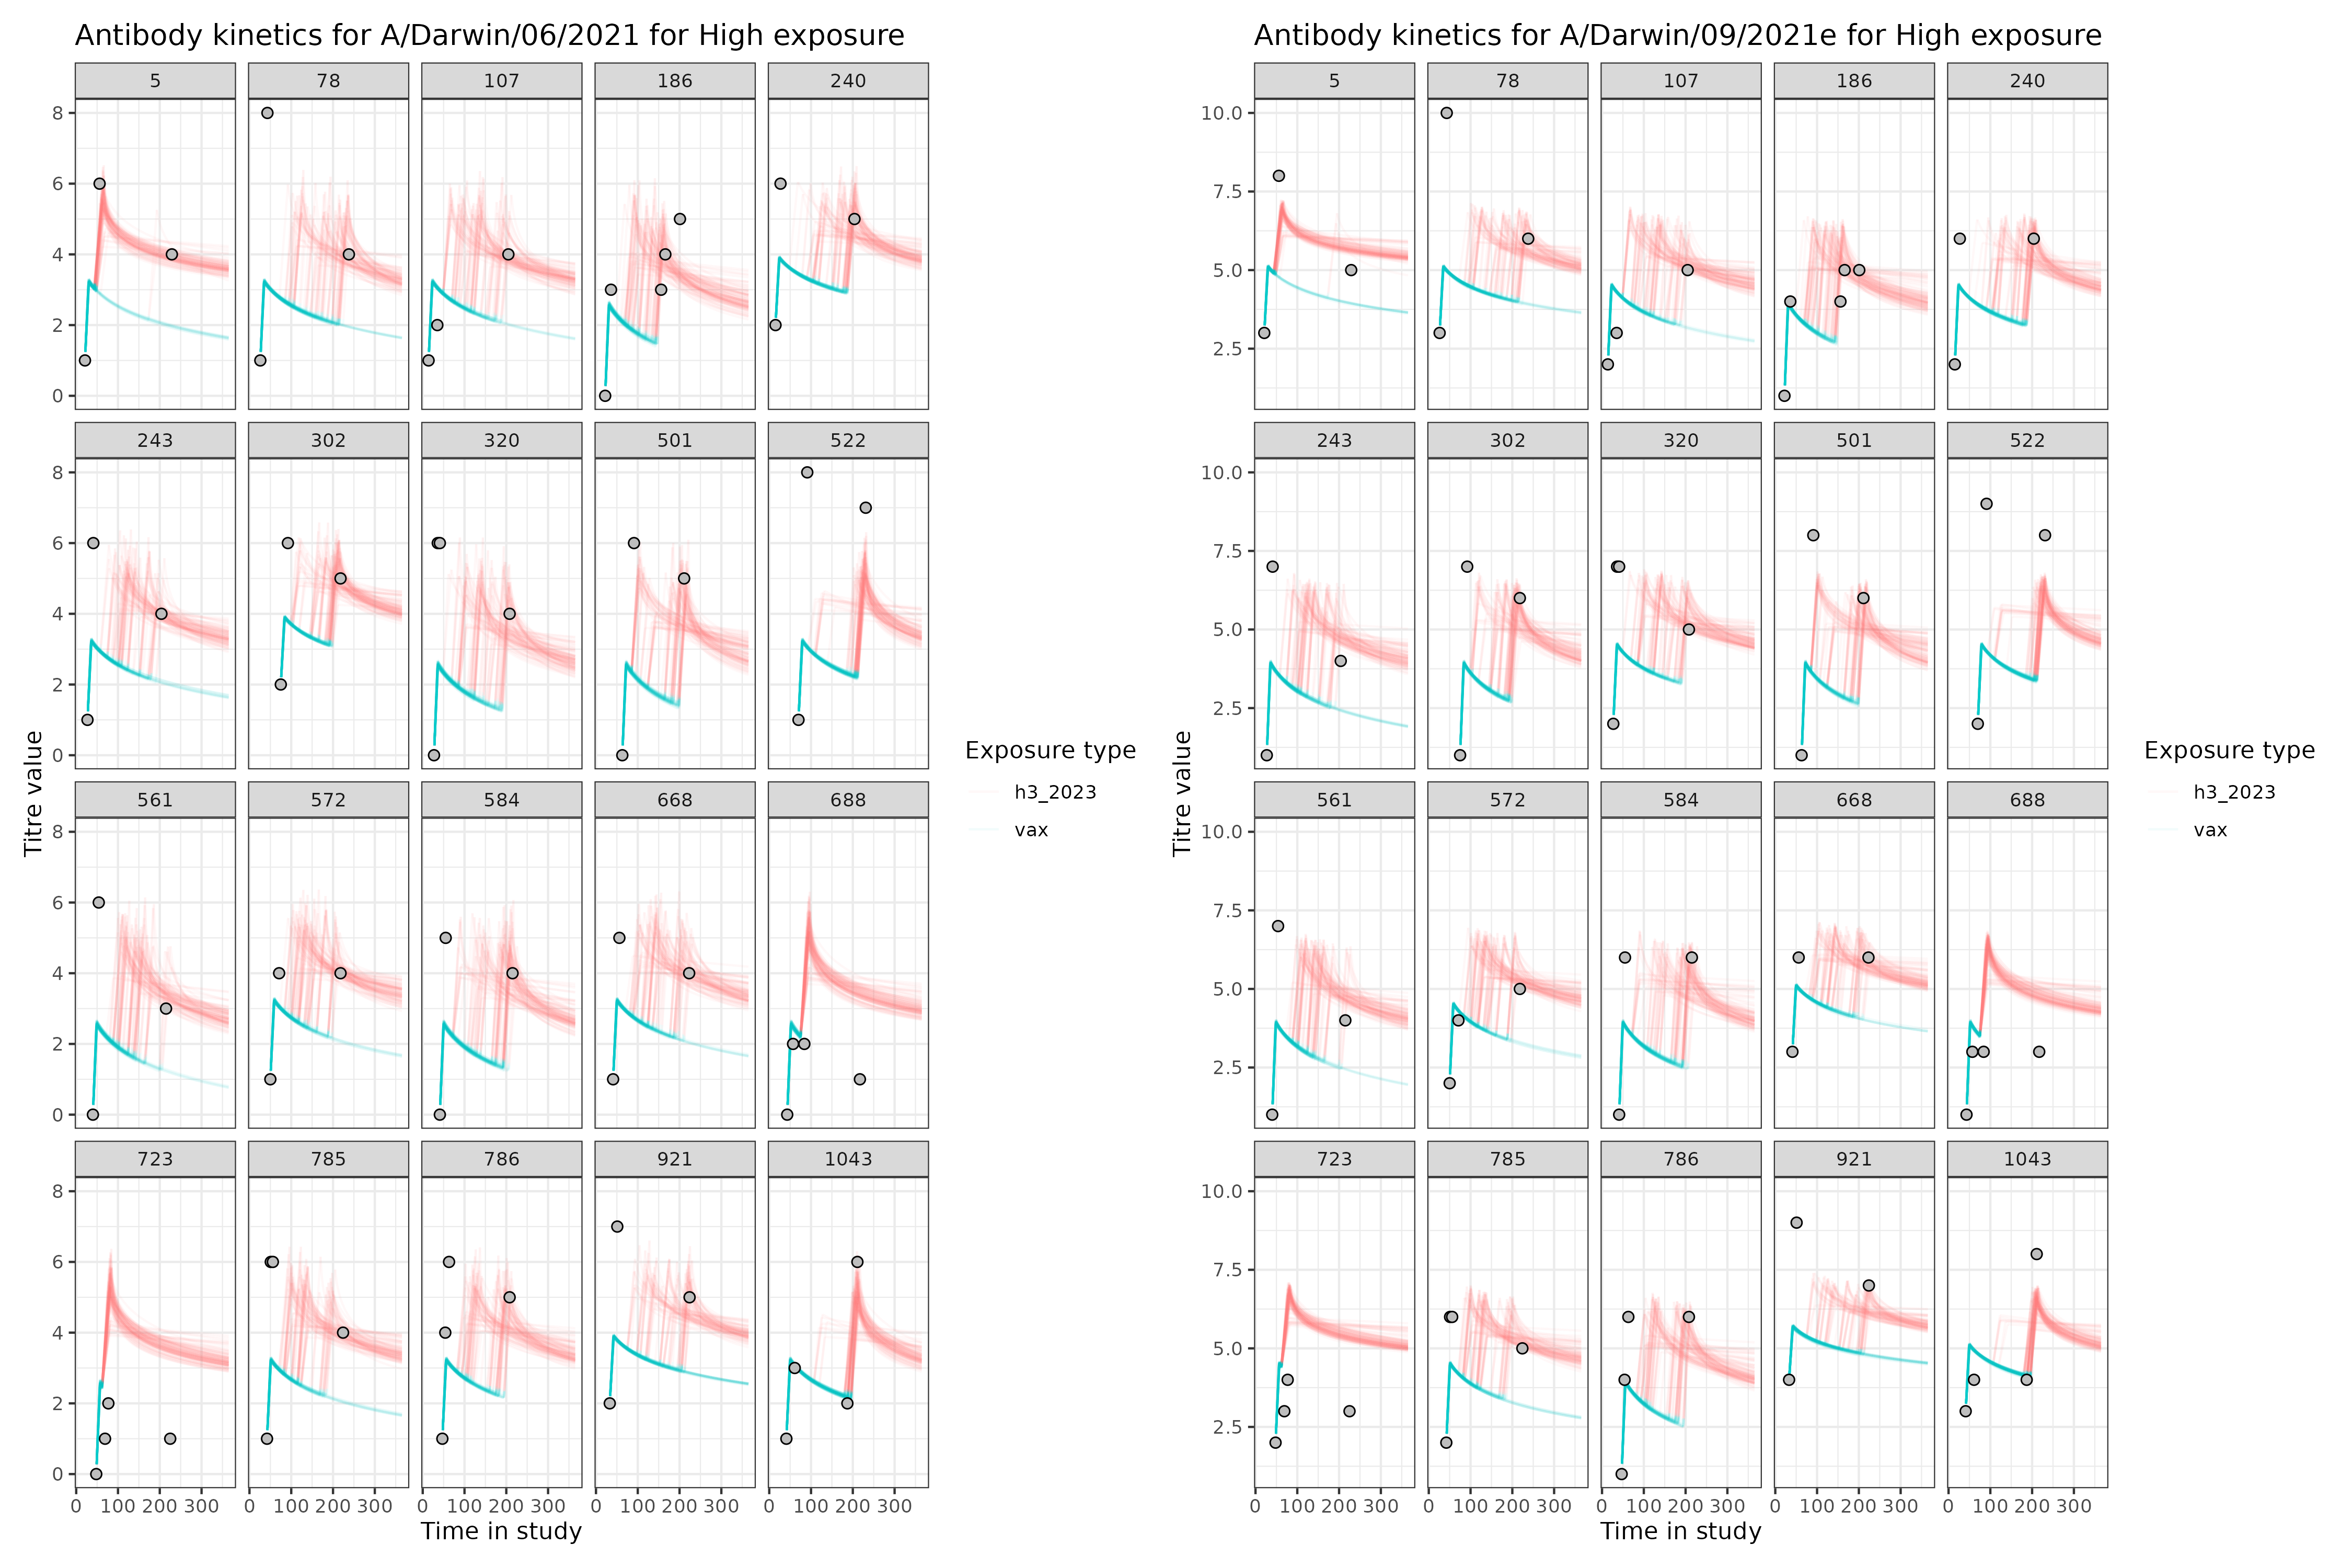 Antibody kinetics for A/Darwin/06/2021 for High exposure
5 78 107 186 240
8
6
4
2
0
243 302 320 501 522
8
6
4
2
0
561 572 584 668 688
8
6
4
2
0
723 785 786 921 1043
8
6
4
2
0
0 100 200 300 0 100 200 300 0 100 200 300 0 100 200 300 0 100 200 300
Time in study
Titre value
Exposure type
h3_2023
vax
Antibody kinetics for A/Darwin/09/2021e for High exposure
5 78 107 186 240
10.0
7.5
5.0
2.5
243 302 320 501 522
10.0
7.5
5.0
2.5
561 572 584 668 688
10.0
7.5
5.0
2.5
723 785 786 921 1043
10.0
7.5
5.0
2.5
0 100 200 300 0 100 200 300 0 100 200 300 0 100 200 300 0 100 200 300
Time in study
Titre value
Exposure type
h3_2023
vax